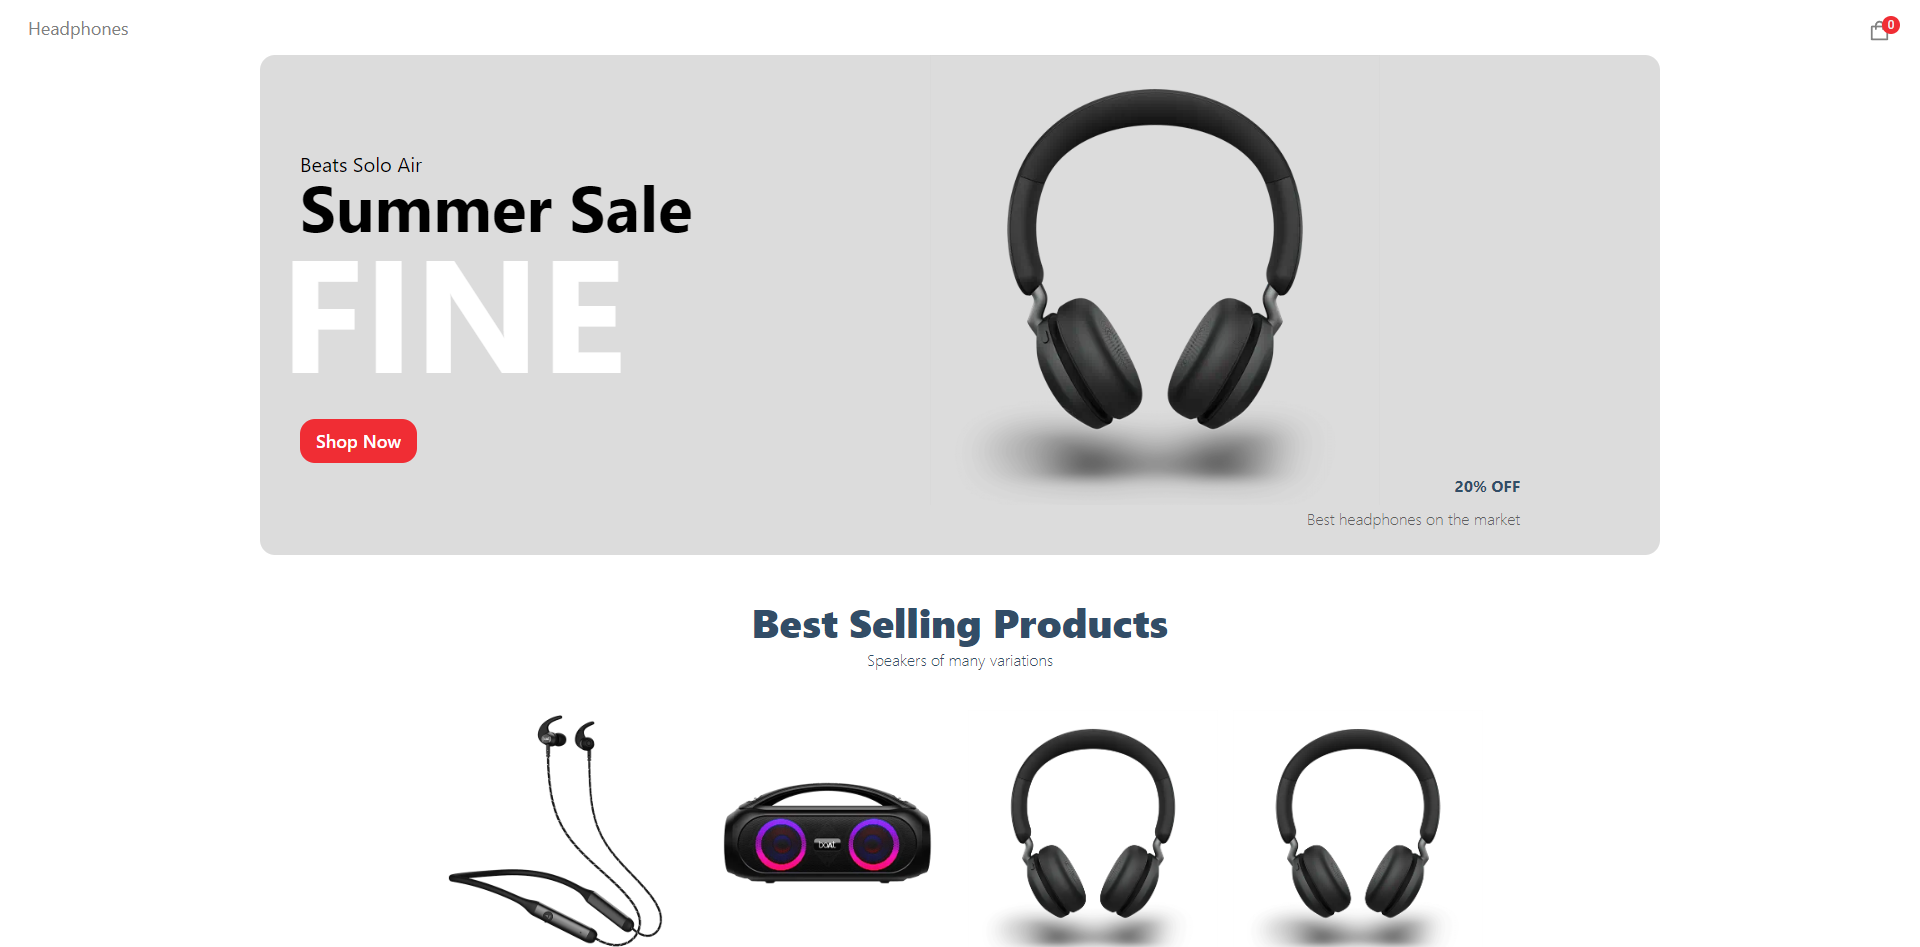 Headphones
0
Beats Solo Air
Summer Sale
FINE
Shop Now
20% OFF
Best headphones on the market
Best Selling Products
Speakers of many variations